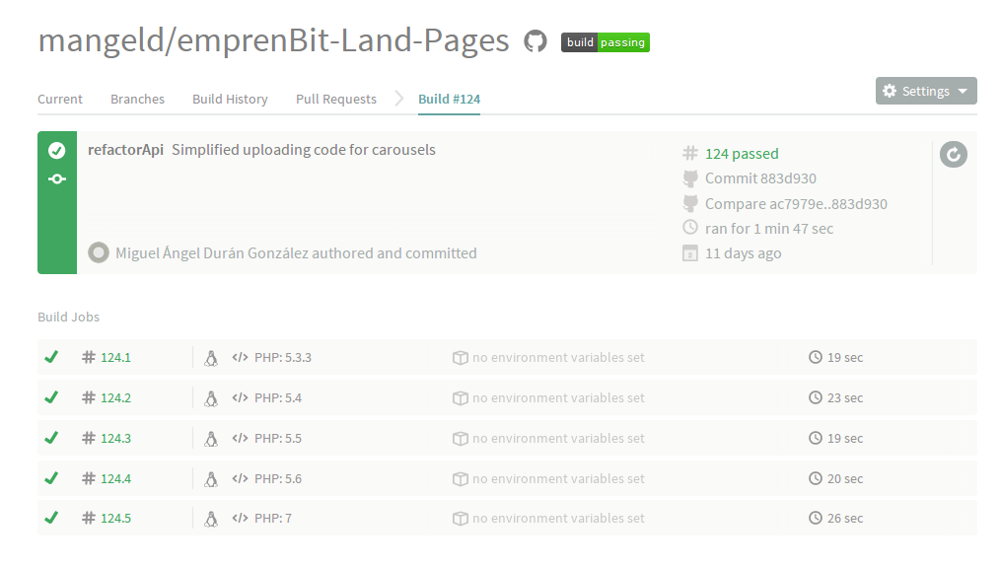 mangeld/emprenBit-Land-Pages build passing
Current Branches Build History Pull Requests Build #124 Settings
refactorApi Simplified uploading code for carousels
124 passed
Commit 883d930
Compare ac7979e..883d930
ran for 1 min 47 sec
Miguel Ángel Durán González authored and committed
11 days ago
Build Jobs
124.1 PHP: 5.3.3 no environment variables set 19 sec
124.2 PHP: 5.4 no environment variables set 23 sec
124.3 PHP: 5.5 no environment variables set 19 sec
124.4 PHP: 5.6 no environment variables set 20 sec
124.5 PHP: 7 no environment variables set 26 sec